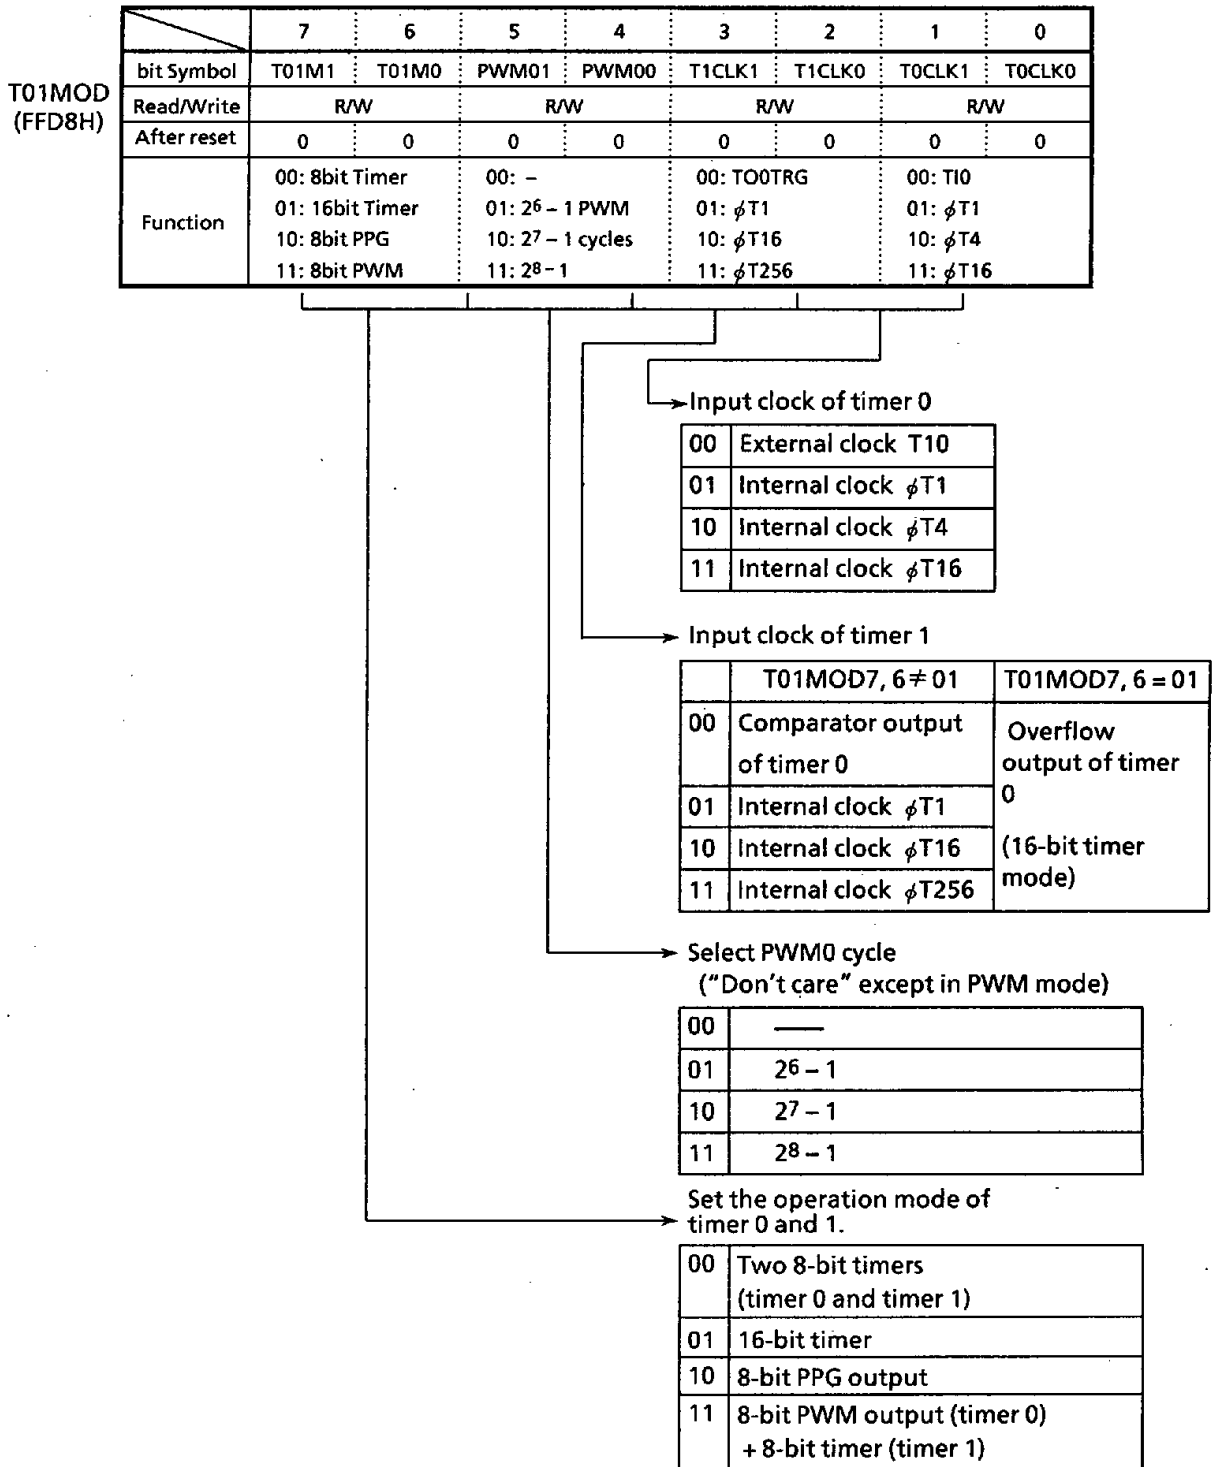 7 6 5 4 3 2 1 0
bit Symbol T01M1 T01M0 PWM01 PWM00 T1CLK1 T1CLK0 T0CLK1 T0CLK0
T01MOD
(FFD8H)
Read/Write R/W R/W R/W R/W
After reset 0 0 0 0 0 0 0 0
Function
00: 8bit Timer 00: – 00: TO0TRG 00: TI0
01: 16bit Timer 01: 2⁶ – 1 PWM 01: ϕT1 01: ϕT1
10: 8bit PPG 10: 2⁷ – 1 cycles 10: ϕT16 10: ϕT4
11: 8bit PWM 11: 2⁸ – 1 11: ϕT256 11: ϕT16
Input clock of timer 0
00 External clock T10
01 Internal clock ϕT1
10 Internal clock ϕT4
11 Internal clock ϕT16
Input clock of timer 1
T01MOD7, 6 ≠ 01 T01MOD7, 6 = 01
00 Comparator output
of timer 0
01 Internal clock ϕT1
10 Internal clock ϕT16
11 Internal clock ϕT256
Overflow
output of timer
0
(16-bit timer
mode)
Select PWM0 cycle
("Don't care" except in PWM mode)
00 —
01 2⁶ – 1
10 2⁷ – 1
11 2⁸ – 1
Set the operation mode of
timer 0 and 1.
00 Two 8-bit timers
(timer 0 and timer 1)
01 16-bit timer
10 8-bit PPG output
11 8-bit PWM output (timer 0)
+ 8-bit timer (timer 1)